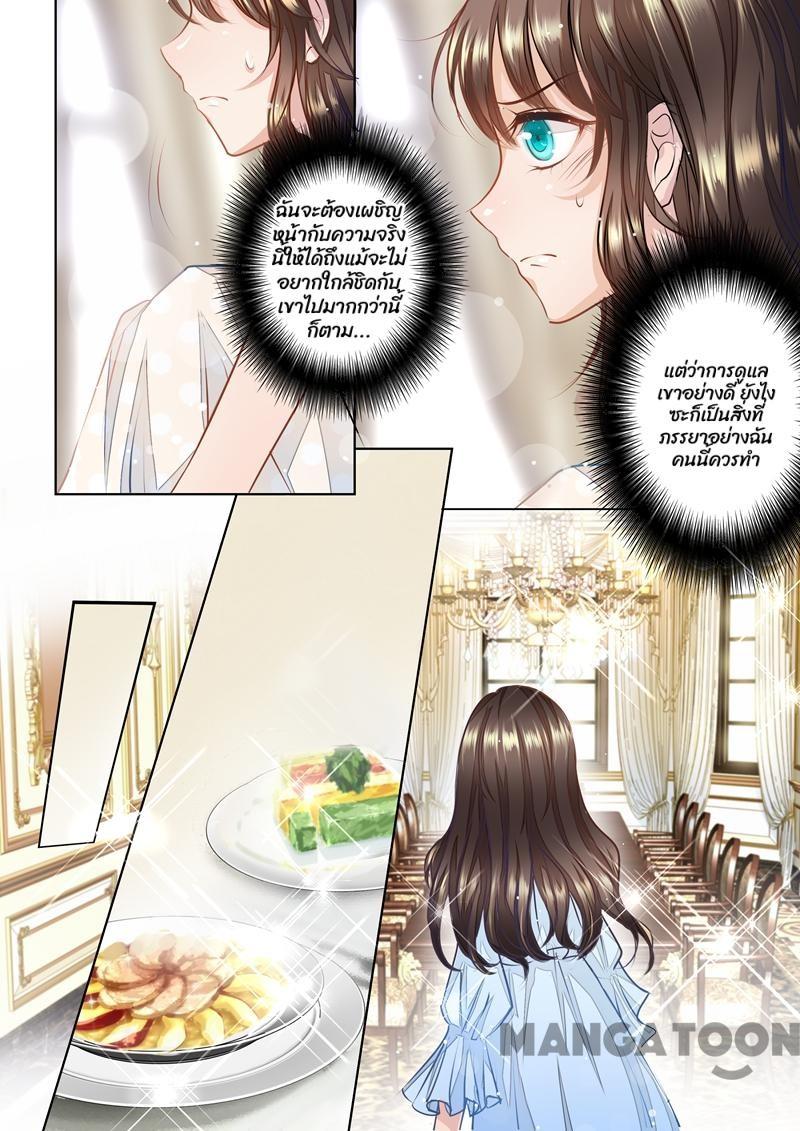 ฉันจะต้องเผชิญ
หน้ากับความจริง
นี้ให้ได้ถึงแม้จะไม่
อยากใกล้ชิดกับ
เขาไปมากกว่านี้
ก็ตาม...
แต่ว่าการดูแล
เขาอย่างดี ยังไง
ซะก็เป็นสิ่งที่
ภรรยาอย่างฉัน
คนนี้ควรทำ
MANGATOON